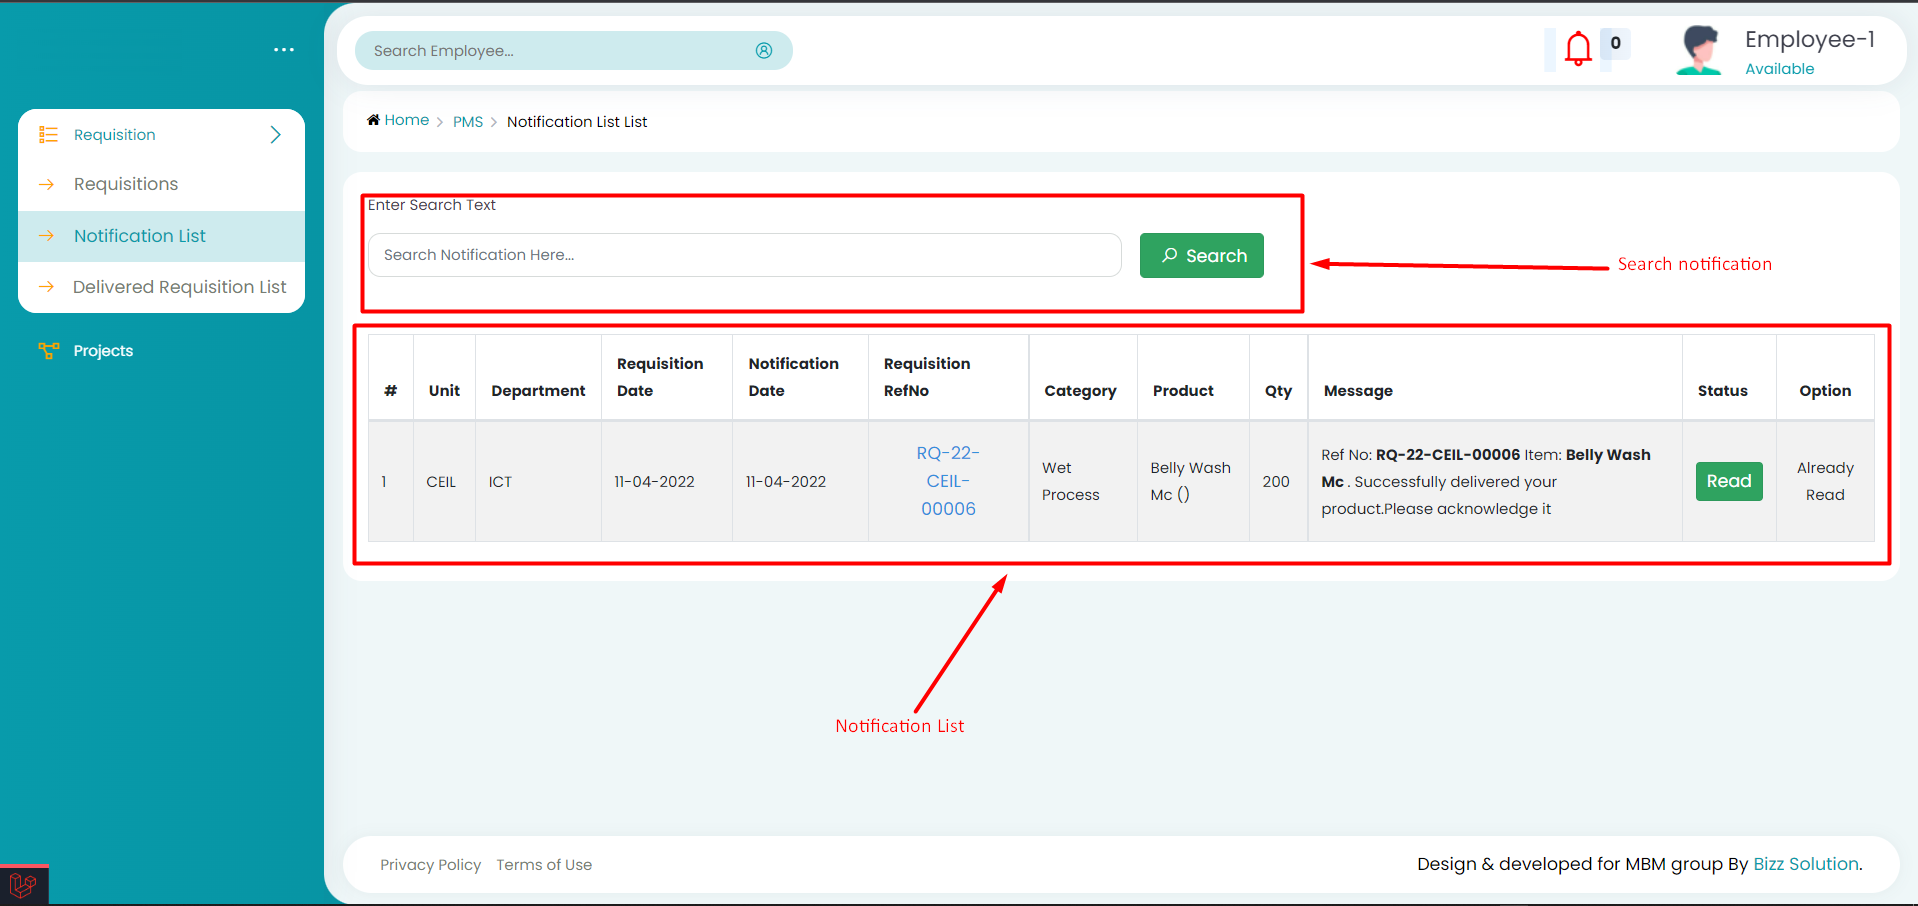 ...
Search Employee...
0
Employee-1
Available
Requisition
Requisitions
Notification List
Delivered Requisition List
Projects
Home > PMS > Notification List List
Enter Search Text
Search Notification Here...
Search
Search notification
# Unit Department Requisition Date Notification Date Requisition RefNo Category Product Qty Message Status Option
1 CEIL ICT 11-04-2022 11-04-2022
RQ-22-
CEIL-
00006
Wet
Process
Belly Wash
Mc ()
200
Ref No: RQ-22-CEIL-00006 Item: Belly Wash
Mc . Successfully delivered your
product.Please acknowledge it
Read
Already
Read
Notification List
Privacy Policy Terms of Use
Design & developed for MBM group By Bizz Solution.